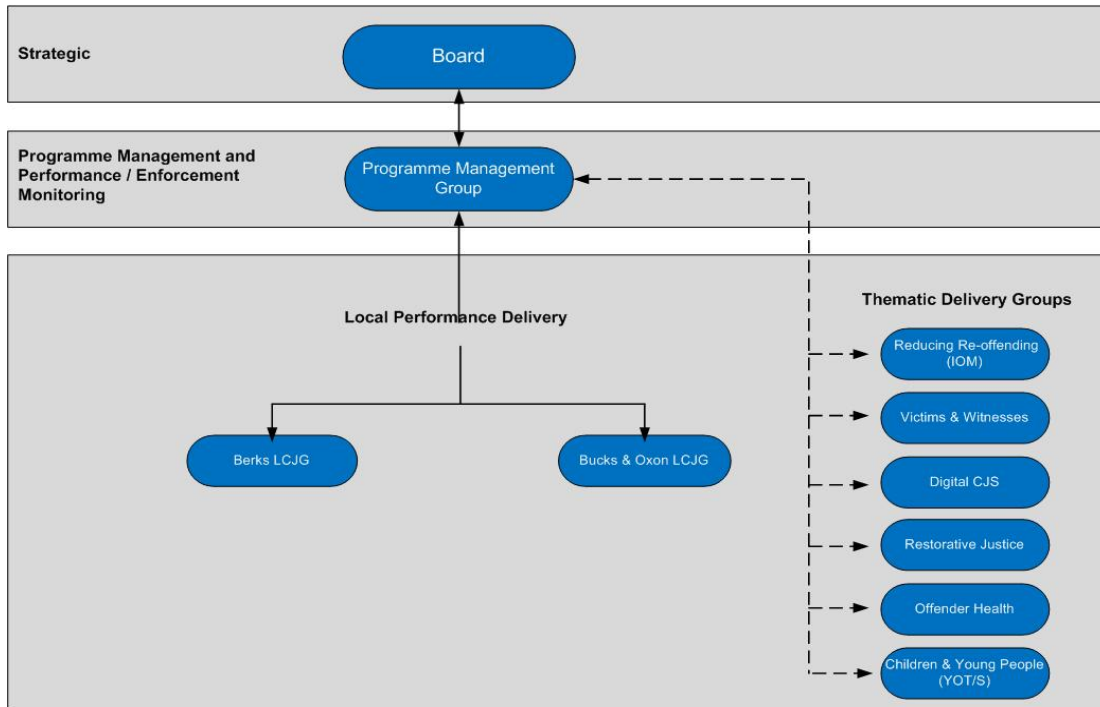 Strategic
Board
Programme Management and
Performance / Enforcement
Monitoring
Programme Management
Group
Local Performance Delivery
Thematic Delivery Groups
Reducing Re-offending
(IOM)
Victims & Witnesses
Berks LCJG
Bucks & Oxon LCJG
Digital CJS
Restorative Justice
Offender Health
Children & Young People
(YOT/S)